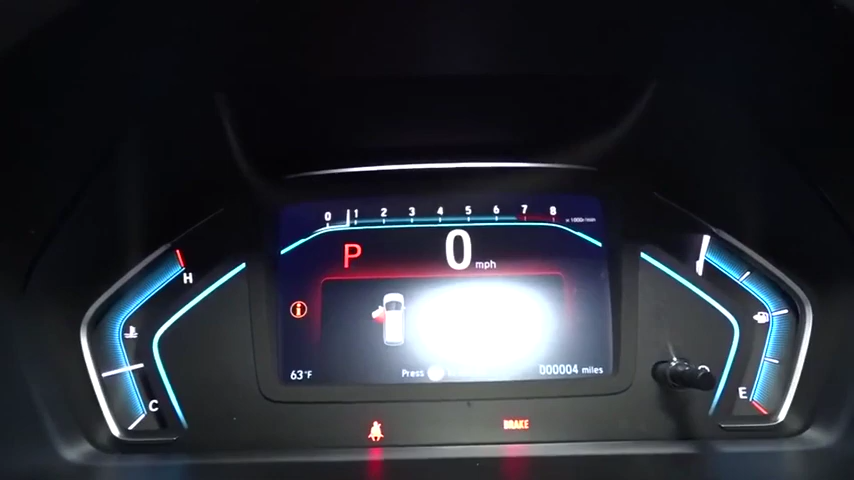 0 1 2 3 4 5 6 7 8 x 1000r/min
P 0 mph
H
C
E
63°F Press 000004 miles
BRAKE